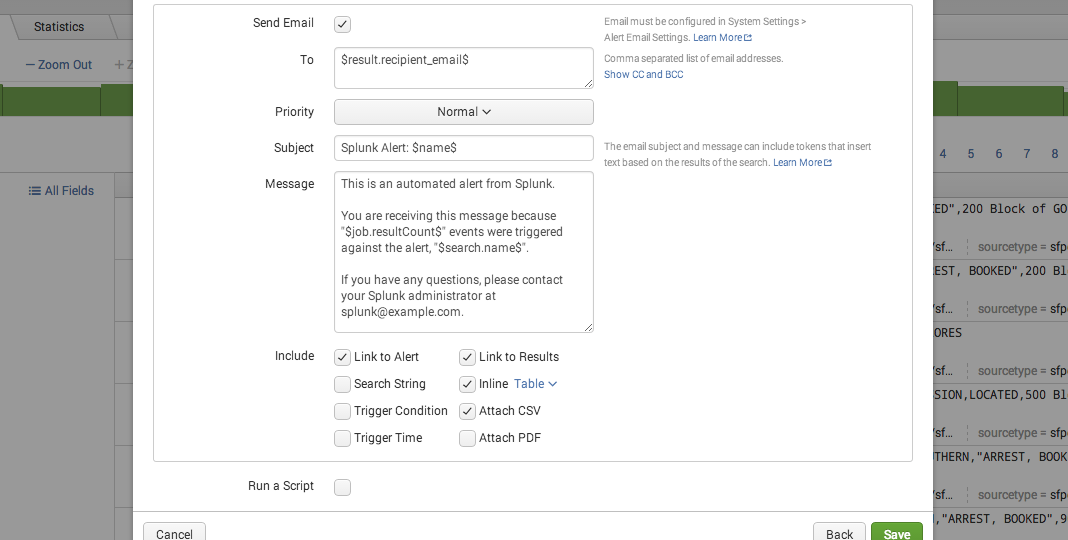 Statistics
Send Email
Email must be configured in System Settings >
Alert Email Settings. Learn More
— Zoom Out
To
$result.recipient_email$
Comma separated list of email addresses.
Show CC and BCC
Priority
Normal
Subject
Splunk Alert: $name$
The email subject and message can include tokens that insert
text based on the results of the search. Learn More
4 5 6 7 8
Message
This is an automated alert from Splunk.
You are receiving this message because
"$job.resultCount$" events were triggered
against the alert, "$search.name$".
If you have any questions, please contact
your Splunk administrator at
splunk@example.com.
All Fields
ED",200 Block of GO
/sf... sourcetype = sfp
EST, BOOKED",200 Bl
/sf... sourcetype = sfp
ORES
/sf... sourcetype = sfp
SION,LOCATED,500 Bl
/sf... sourcetype = sfp
THERN,"ARREST, BOOK
/sf... sourcetype = sfp
,"ARREST, BOOKED",9
Include
Link to Alert Link to Results
Search String Inline Table
Trigger Condition Attach CSV
Trigger Time Attach PDF
Run a Script
Cancel Back Save